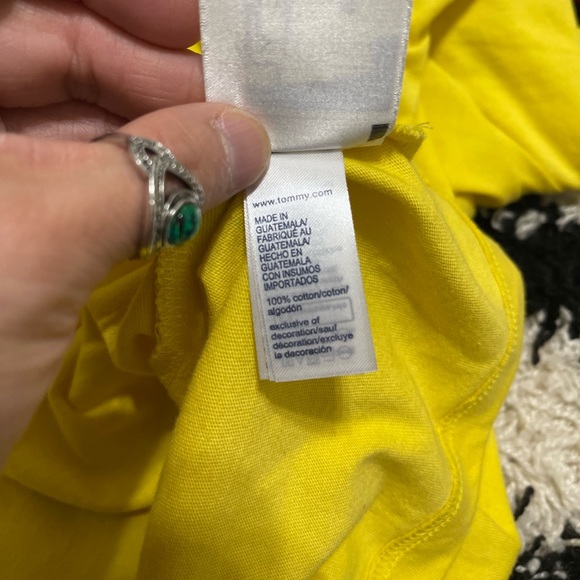 www.tommy.com
MADE IN
GUATEMALA/
FABRIQUÉ AU
GUATEMALA/
HECHO EN
GUATEMALA
CON INSUMOS
IMPORTADOS
100% cotton/coton/
algodón
exclusive of
decoration/sauf
décoration/excluye
la decoración